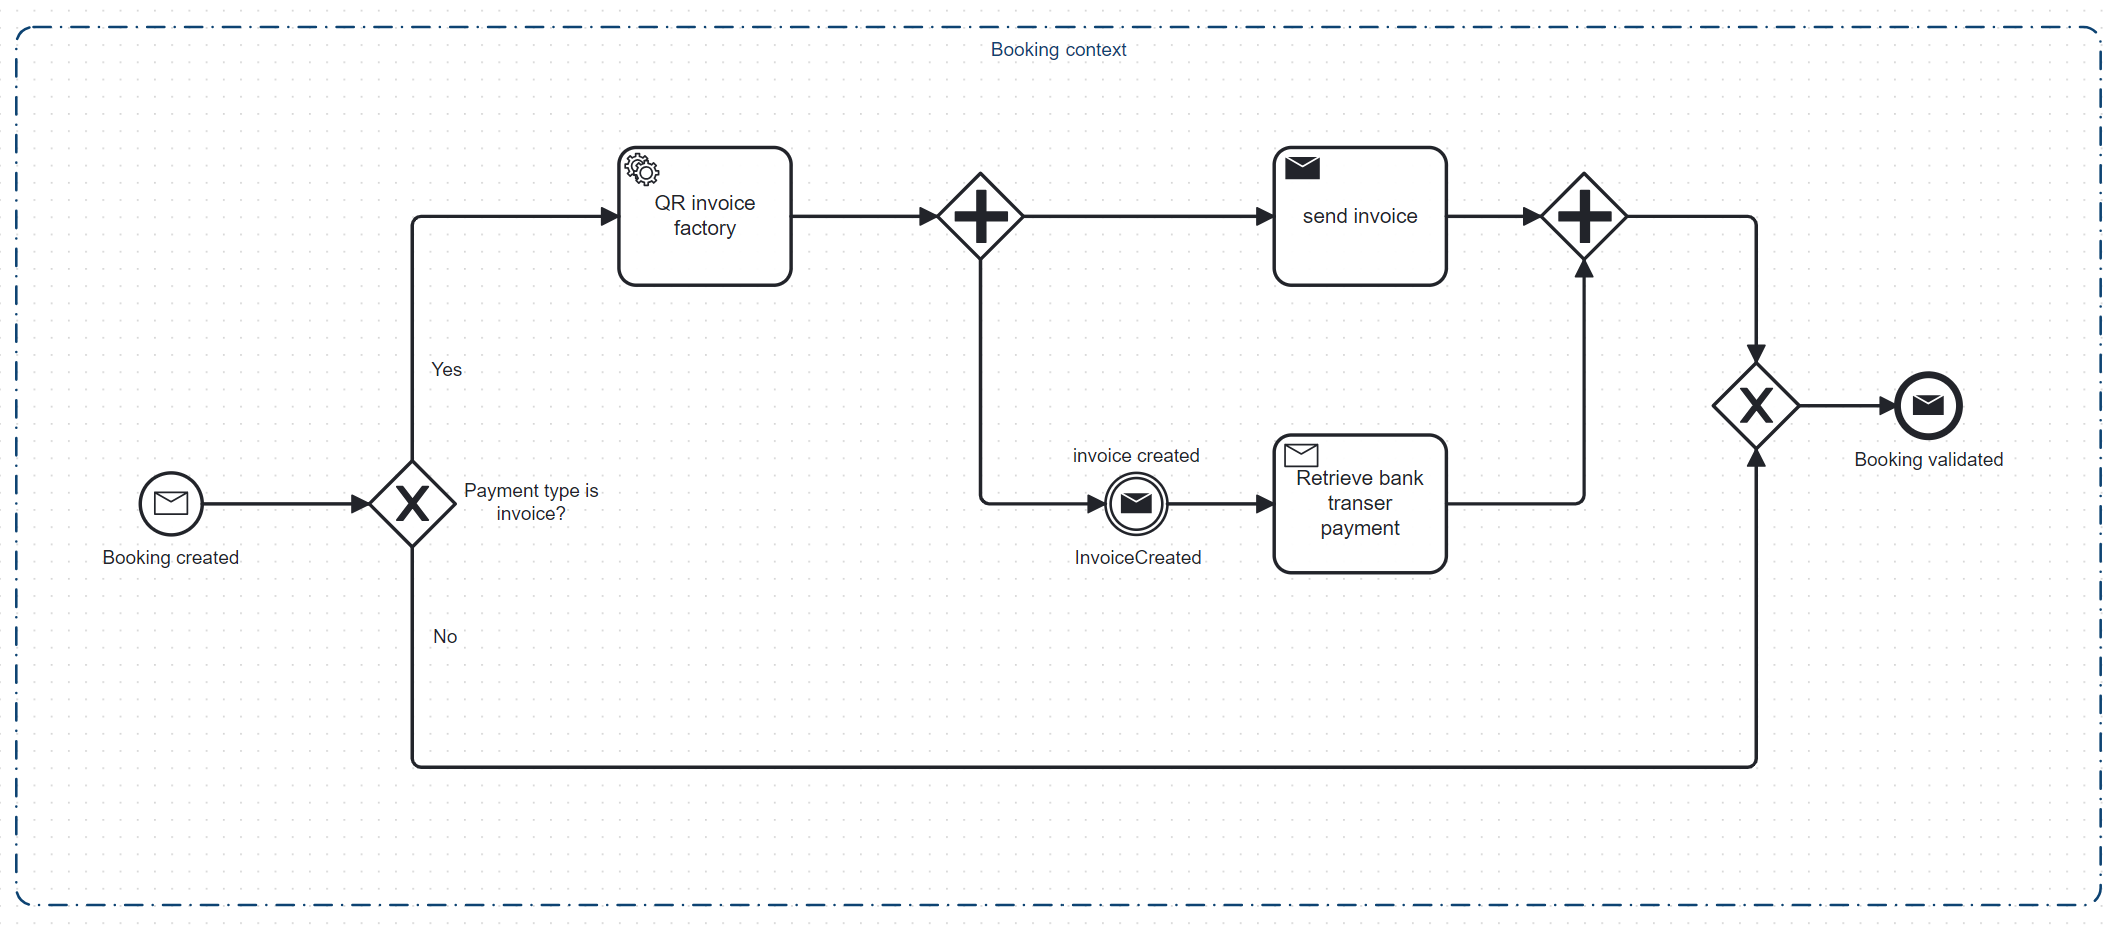 Booking context
QR invoice
factory
send invoice
Yes
invoice created
Retrieve bank
transer
payment
Booking validated
Payment type is
invoice?
Booking created
InvoiceCreated
No